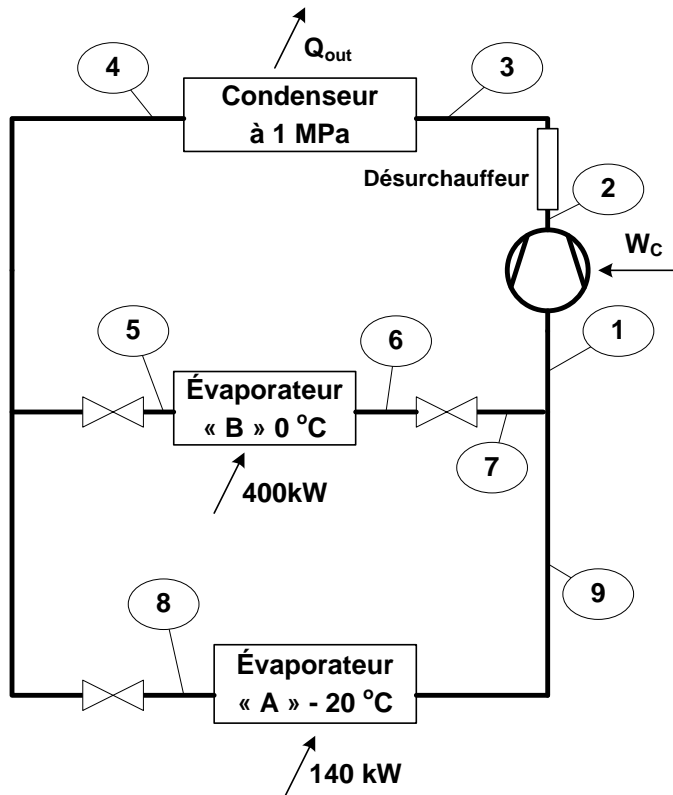 4
Q_out
3
Condenseur
à 1 MPa
Désurchauffeur
2
W_C
1
5
6
Évaporateur
« B » 0 °C
7
400kW
8
9
Évaporateur
« A » - 20 °C
140 kW